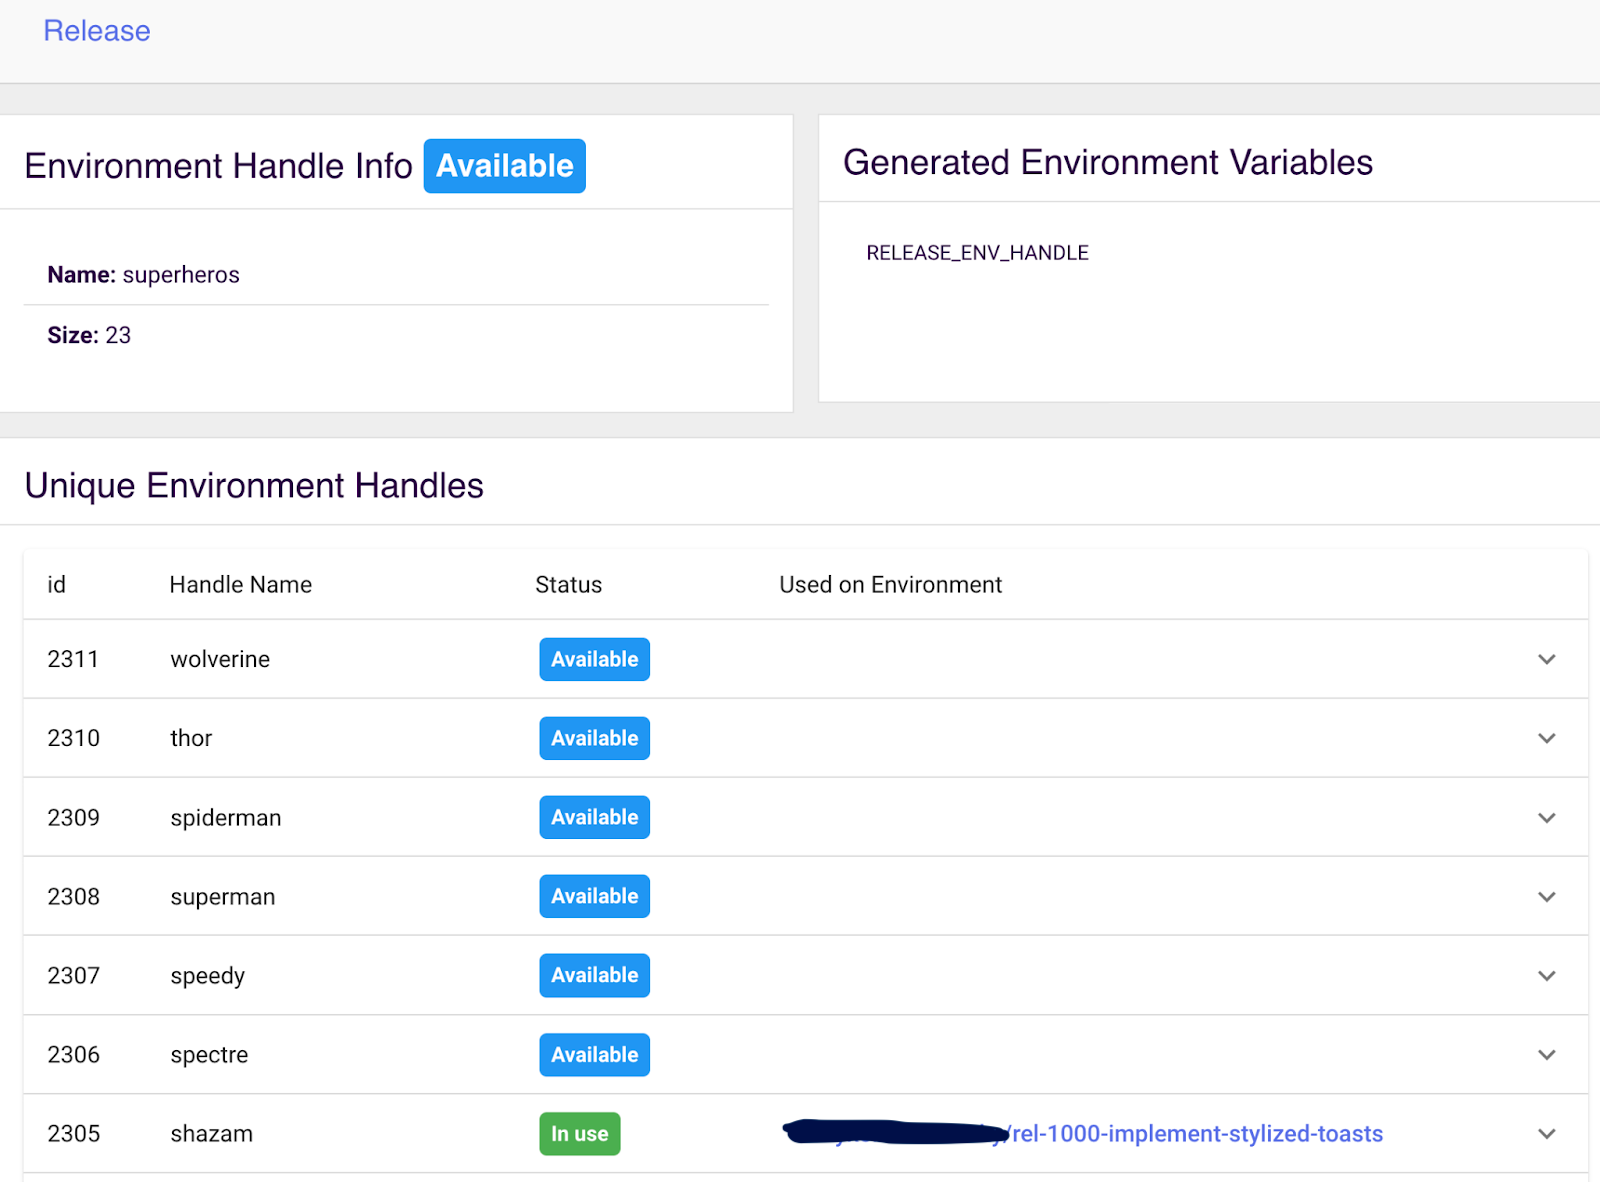 Release
Environment Handle Info Available
Name: superheros
Size: 23
Generated Environment Variables
RELEASE_ENV_HANDLE
Unique Environment Handles
id Handle Name Status Used on Environment
2311 wolverine Available
2310 thor Available
2309 spiderman Available
2308 superman Available
2307 speedy Available
2306 spectre Available
2305 shazam In use /rel-1000-implement-stylized-toasts